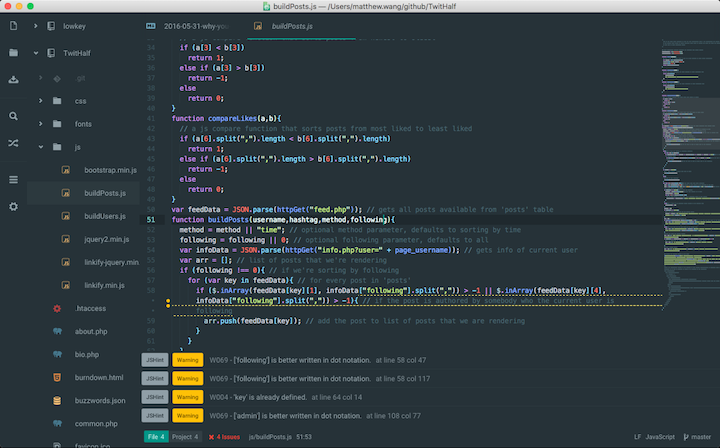 buildPosts.js — /Users/matthew.wang/github/TwitHalf
lowkey
2016-05-31-why-you
buildPosts.js
TwitHalf
.git
css
fonts
js
bootstrap.min.js
buildPosts.js
buildUsers.js
jquery2.min.js
linkify-jquery.min
linkify.min.js
.htaccess
about.php
bio.php
burndown.html
buzzwords.json
common.php
favicon.ico
34 if (a[3] < b[3])
35 return 1;
36 else if (a[3] > b[3])
37 return -1;
38 else
39 return 0;
40 }
41 function compareLikes(a,b){
42 // a js compare function that sorts posts from most liked to least liked
43 if (a[6].split(",").length < b[6].split(",").length)
44 return 1;
45 else if (a[6].split(",").length > b[6].split(",").length)
46 return -1;
47 else
48 return 0;
49 }
50 var feedData = JSON.parse(httpGet("feed.php")); // gets all posts available from 'posts' table
51 function buildPosts(username,hashtag,method,following){
52 method = method || "time"; // optional method parameter, defaults to sorting by time
53 following = following || 0; // optional following parameter, defaults to all
54 var infoData = JSON.parse(httpGet("info.php?user=" + page_username)); // gets info of current user
55 var arr = []; // list of posts that we're rendering
56 if (following !== 0){ // if we're sorting by following
57 for (var key in feedData){ // for every post in 'posts'
58 if ($.inArray(feedData[key][1], infoData["following"].split(",")) > -1 || $.inArray(feedData[key][4],
infoData["following"].split(",")) > -1){ // if the post is authored by somebody who the current user is
following
59 arr.push(feedData[key]); // add the post to list of posts that we are rendering
60 }
61 }
62 }
JSHint Warning W069 - ['following'] is better written in dot notation. at line 58 col 47
JSHint Warning W069 - ['following'] is better written in dot notation. at line 58 col 117
JSHint Warning W004 - 'key' is already defined. at line 64 col 14
JSHint Warning W069 - ['admin'] is better written in dot notation. at line 108 col 77
File 4 Project 4 4 Issues js/buildPosts.js 51:53 LF JavaScript master